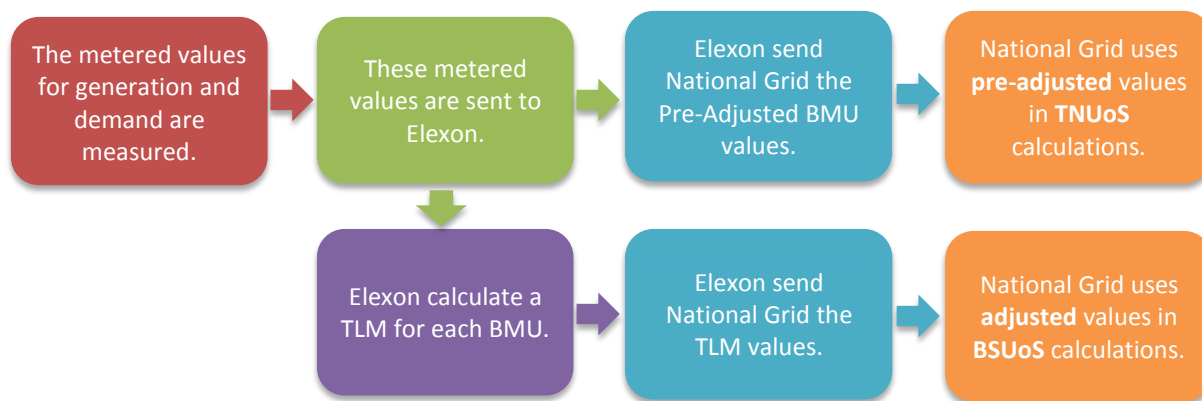 The metered values
for generation and
demand are
measured.
These metered
values are sent to
Elexon.
Elexon send
National Grid the
Pre-Adjusted BMU
values.
National Grid uses
pre-adjusted values
in TNUoS
calculations.
Elexon calculate a
TLM for each BMU.
Elexon send
National Grid the
TLM values.
National Grid uses
adjusted values in
BSUoS calculations.